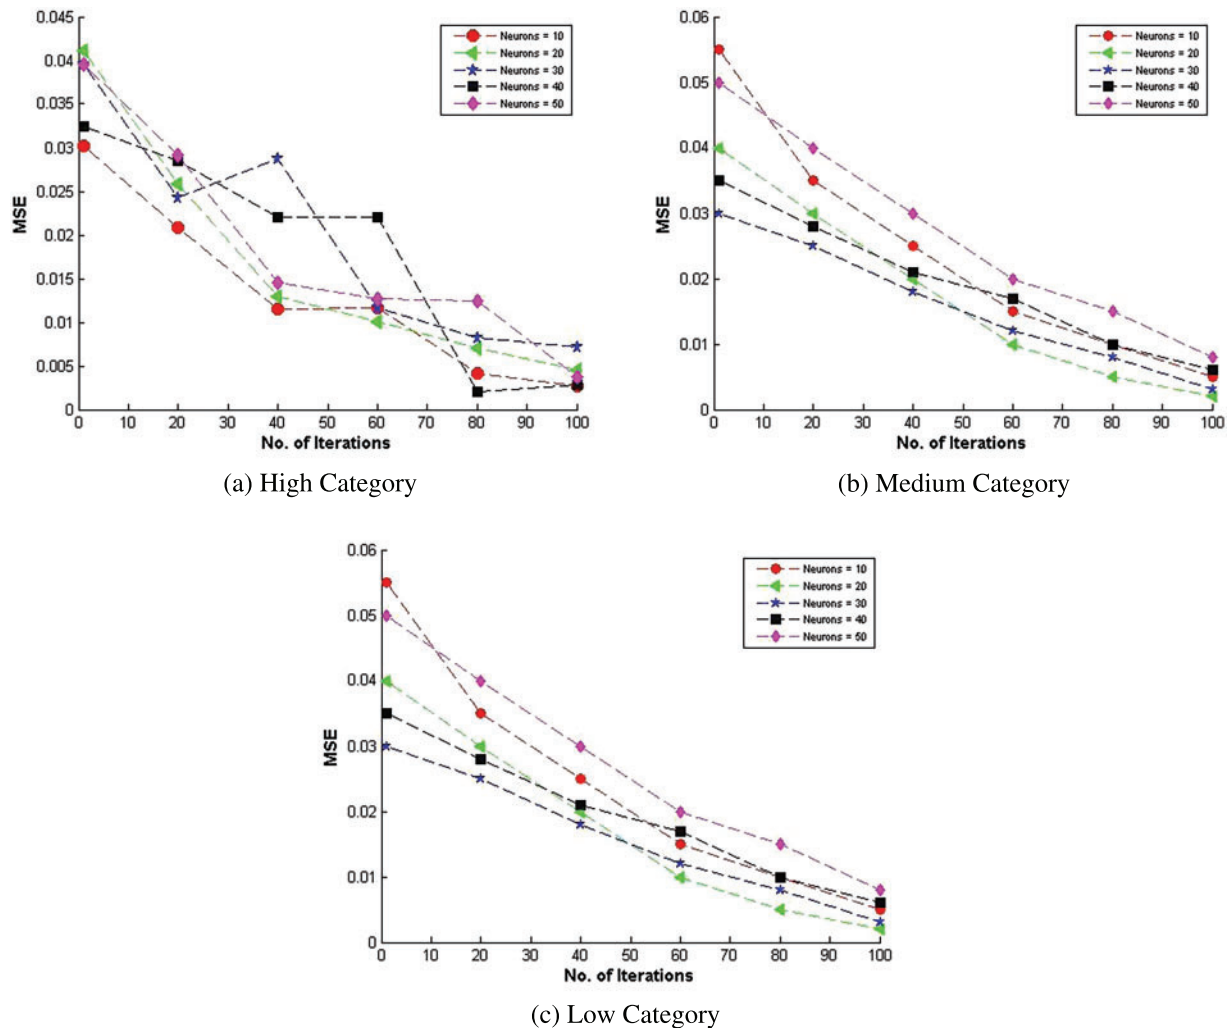 0.045
0.04
0.035
0.03
0.025
0.02
0.015
0.01
0.005
0
MSE
0 10 20 30 40 50 60 70 80 90 100
No. of Iterations
Neurons = 10
Neurons = 20
Neurons = 30
Neurons = 40
Neurons = 50
(a) High Category
0.06
0.05
0.04
0.03
0.02
0.01
0
MSE
0 10 20 30 40 50 60 70 80 90 100
No. of Iterations
Neurons = 10
Neurons = 20
Neurons = 30
Neurons = 40
Neurons = 50
(b) Medium Category
0.06
0.05
0.04
0.03
0.02
0.01
0
MSE
0 10 20 30 40 50 60 70 80 90 100
No. of Iterations
Neurons = 10
Neurons = 20
Neurons = 30
Neurons = 40
Neurons = 50
(c) Low Category